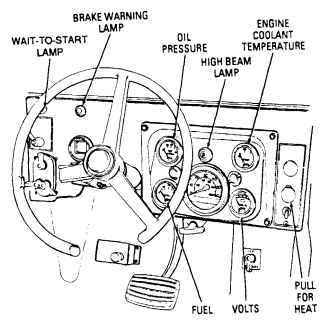 BRAKE WARNING
LAMP
WAIT-TO-START
LAMP
OIL
PRESSURE
HIGH BEAM
LAMP
ENGINE
COOLANT
TEMPERATURE
FUEL
VOLTS
PULL
FOR
HEAT